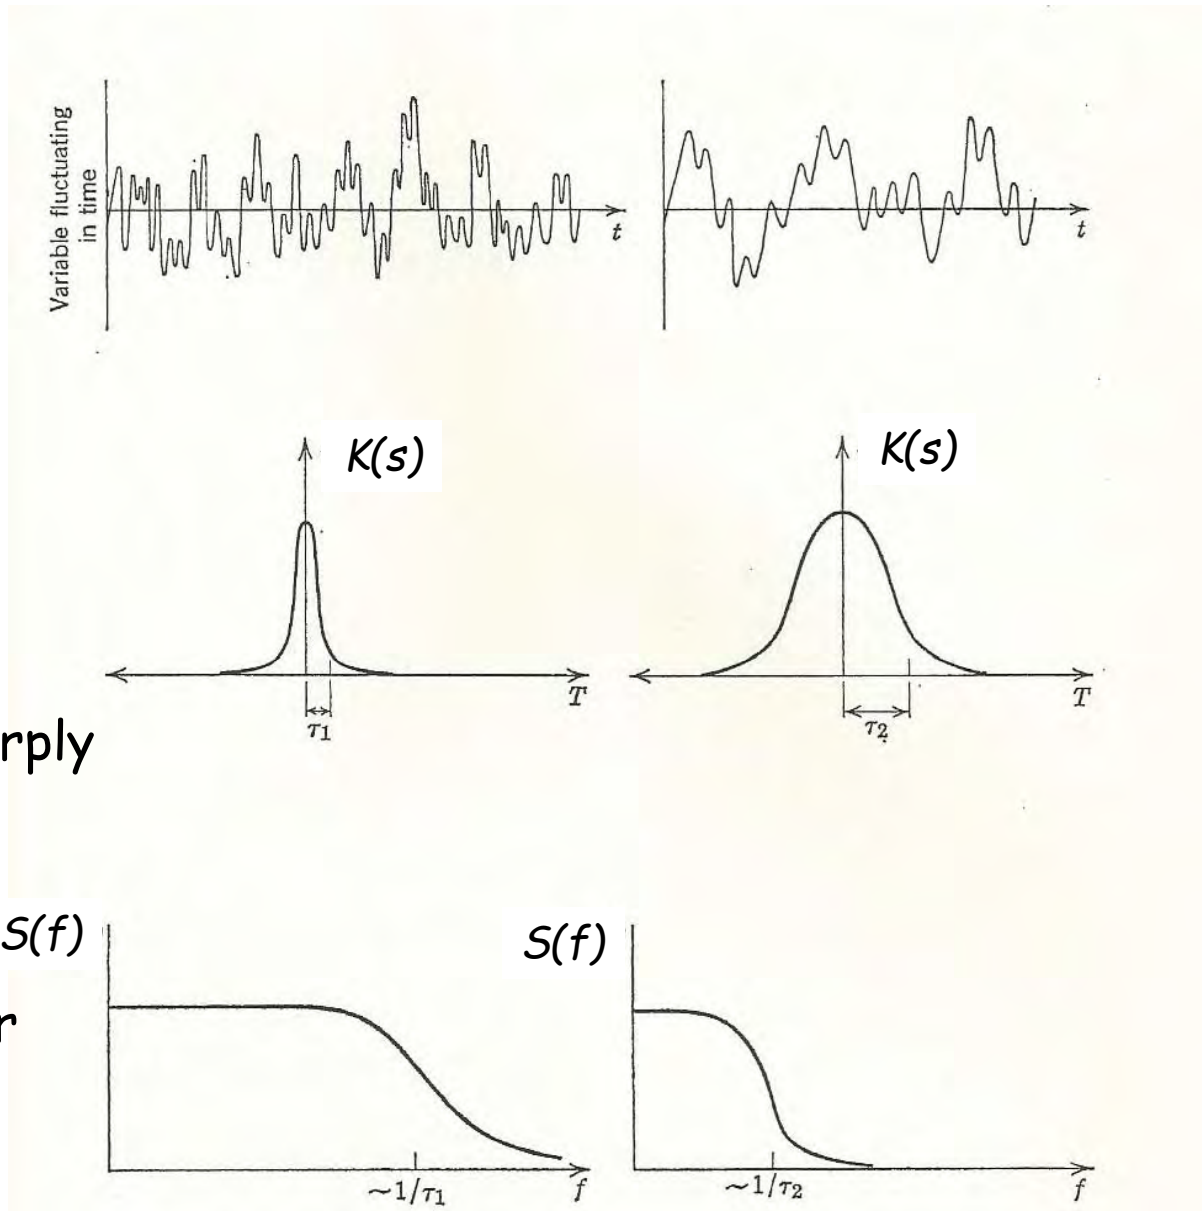 Variable fluctuating
in time
t
t
K(s)
K(s)
T
T
τ1
τ2
rply
S(f)
S(f)
r
~1/τ1
f
~1/τ2
f